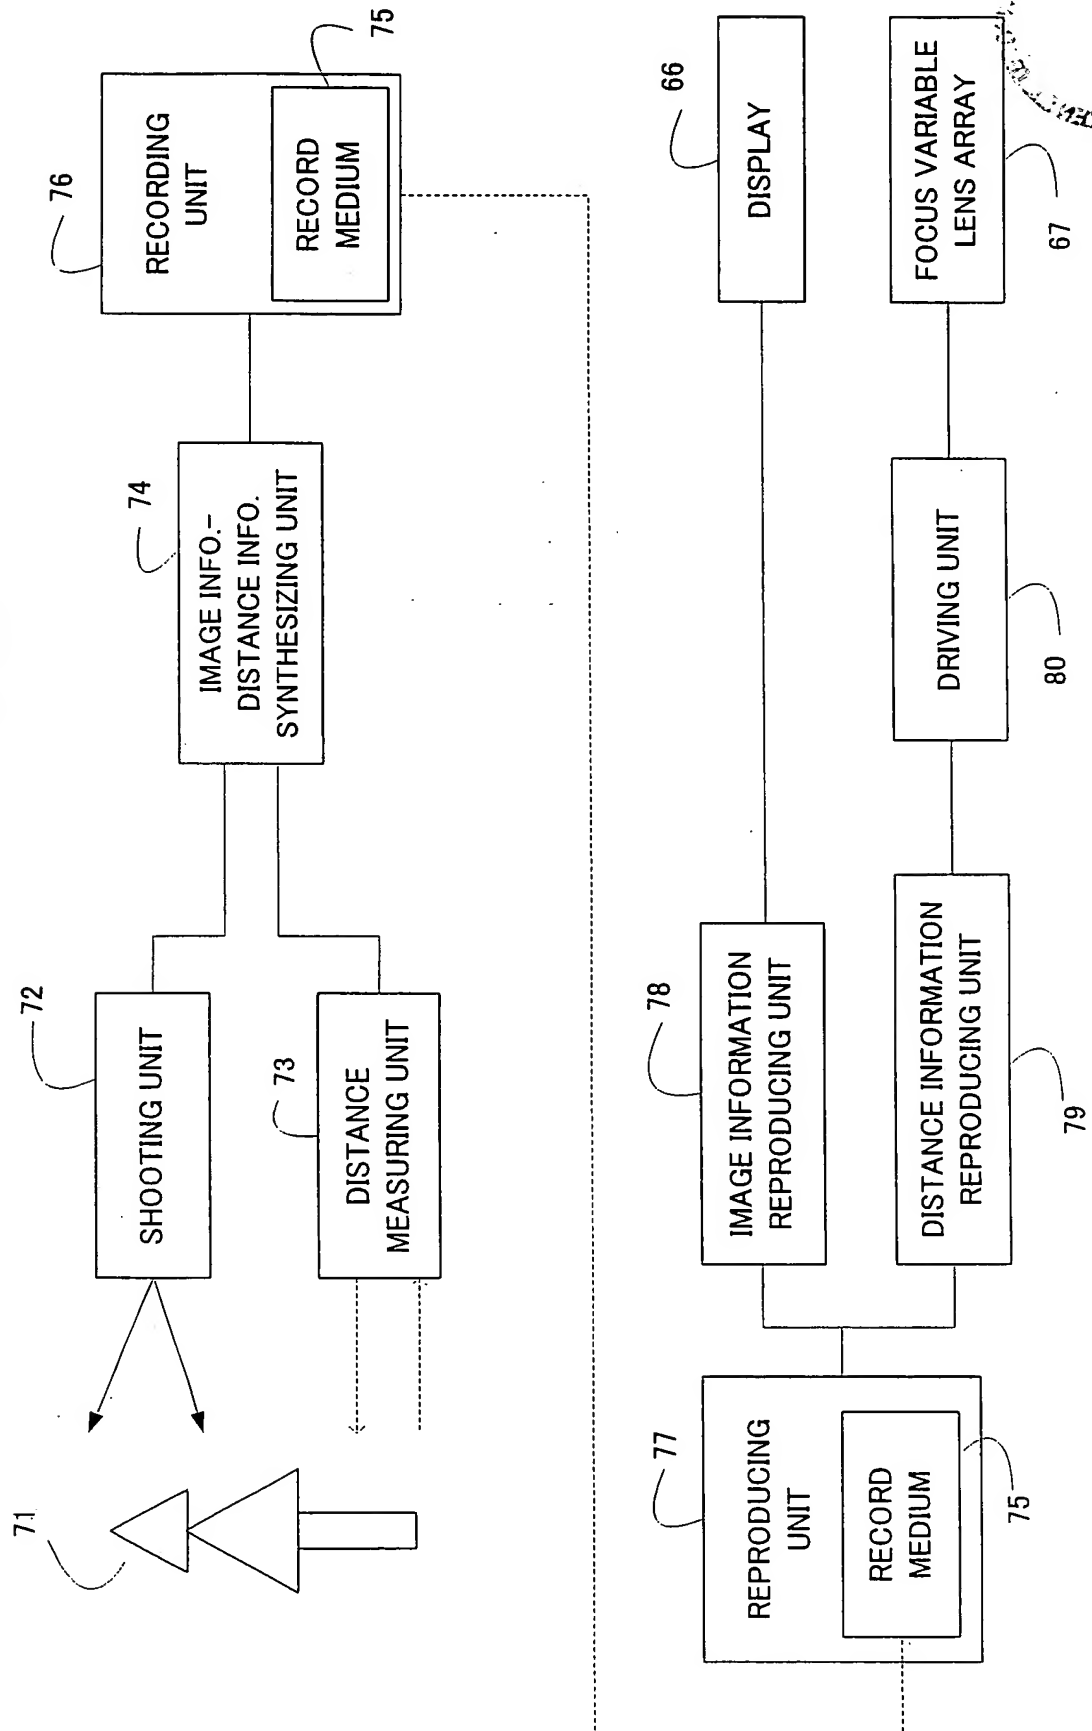 71
72
SHOOTING UNIT
73
DISTANCE
MEASURING UNIT
74
IMAGE INFO.-
DISTANCE INFO.
SYNTHESIZING UNIT
76
RECORDING
UNIT
75
RECORD
MEDIUM
77
REPRODUCING
UNIT
RECORD
MEDIUM
75
78
IMAGE INFORMATION
REPRODUCING UNIT
DISTANCE INFORMATION
REPRODUCING UNIT
79
DRIVING UNIT
80
66
DISPLAY
FOCUS VARIABLE
LENS ARRAY
67